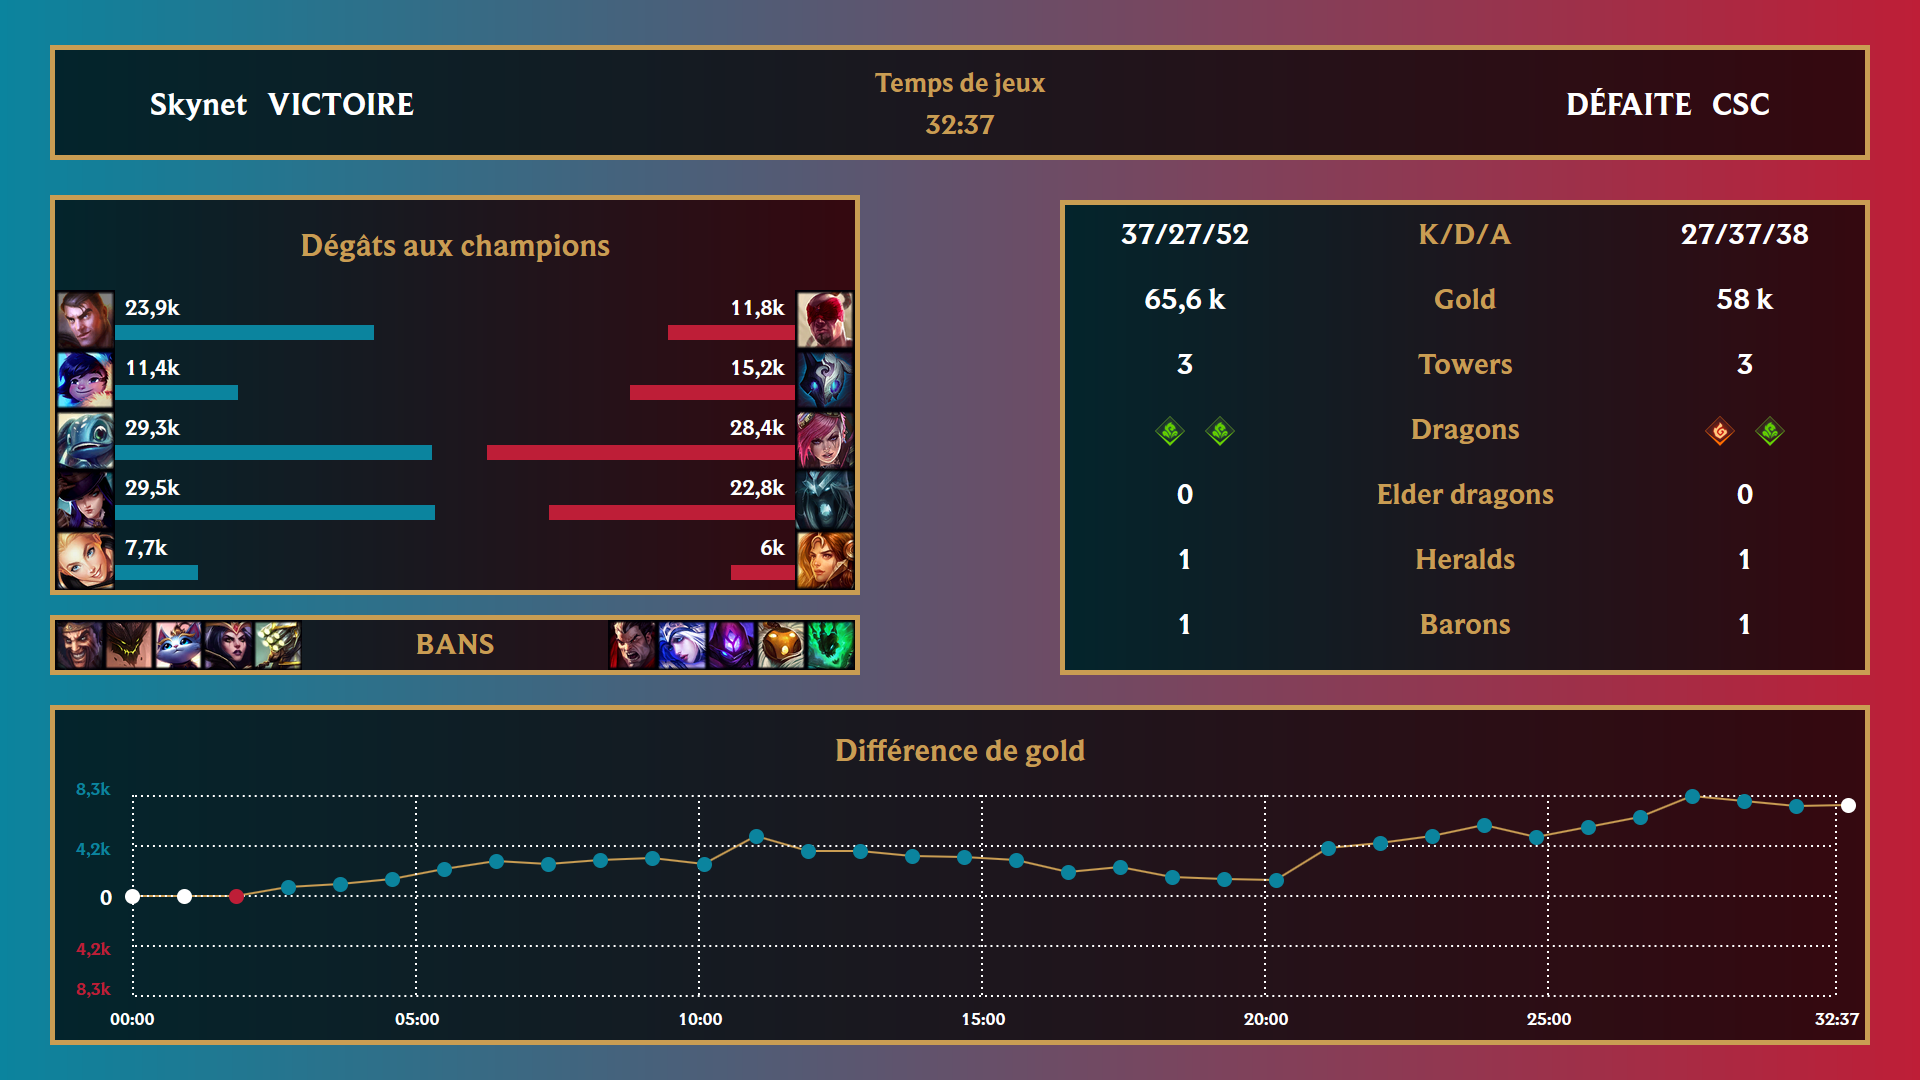 Skynet VICTOIRE
Temps de jeux
32:37
DÉFAITE CSC
Dégâts aux champions
23,9k 11,8k
11,4k 15,2k
29,3k 28,4k
29,5k 22,8k
7,7k 6k
BANS
37/27/52 K/D/A 27/37/38
65,6 k Gold 58 k
3 Towers 3
Dragons
0 Elder dragons 0
1 Heralds 1
1 Barons 1
Différence de gold
8,3k
4,2k
0
4,2k
8,3k
00:00 05:00 10:00 15:00 20:00 25:00 32:37